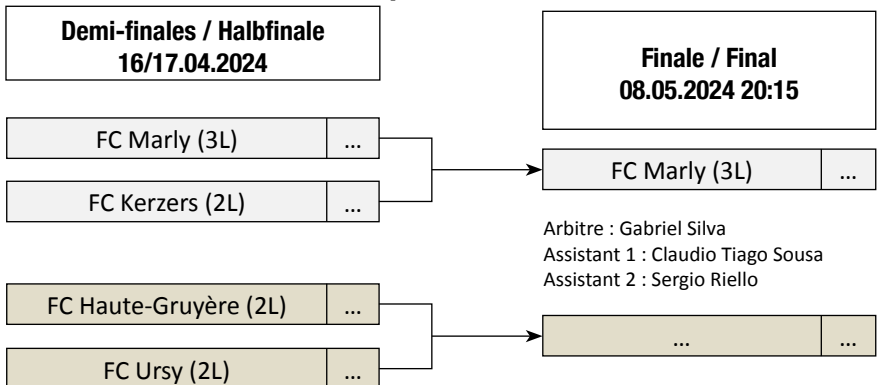 Demi-finales / Halbfinale
16/17.04.2024
Finale / Final
08.05.2024 20:15
FC Marly (3L) ...
FC Kerzers (2L) ...
FC Marly (3L) ...
Arbitre : Gabriel Silva
Assistant 1 : Claudio Tiago Sousa
Assistant 2 : Sergio Riello
FC Haute-Gruyère (2L) ...
FC Ursy (2L) ...
... ...